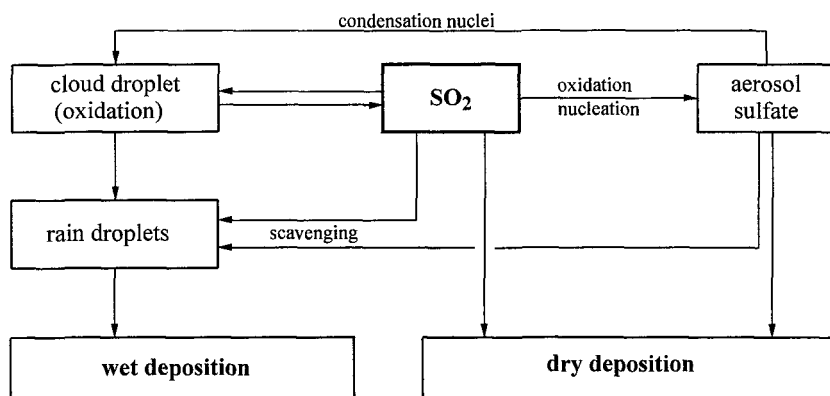 condensation nuclei
cloud droplet
(oxidation)
SO₂
oxidation
nucleation
aerosol
sulfate
rain droplets
scavenging
wet deposition
dry deposition